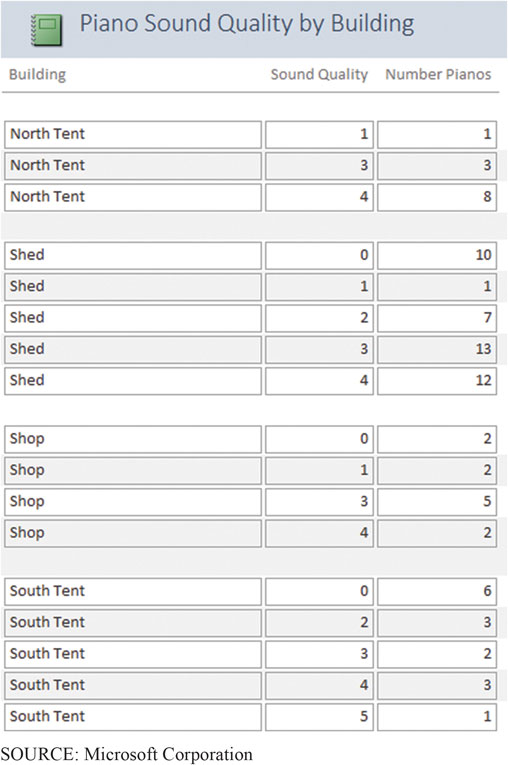 Piano Sound Quality by Building
Building Sound Quality Number Pianos
North Tent 1 1
North Tent 3 3
North Tent 4 8
Shed 0 10
Shed 1 1
Shed 2 7
Shed 3 13
Shed 4 12
Shop 0 2
Shop 1 2
Shop 3 5
Shop 4 2
South Tent 0 6
South Tent 2 3
South Tent 3 2
South Tent 4 3
South Tent 5 1
SOURCE: Microsoft Corporation